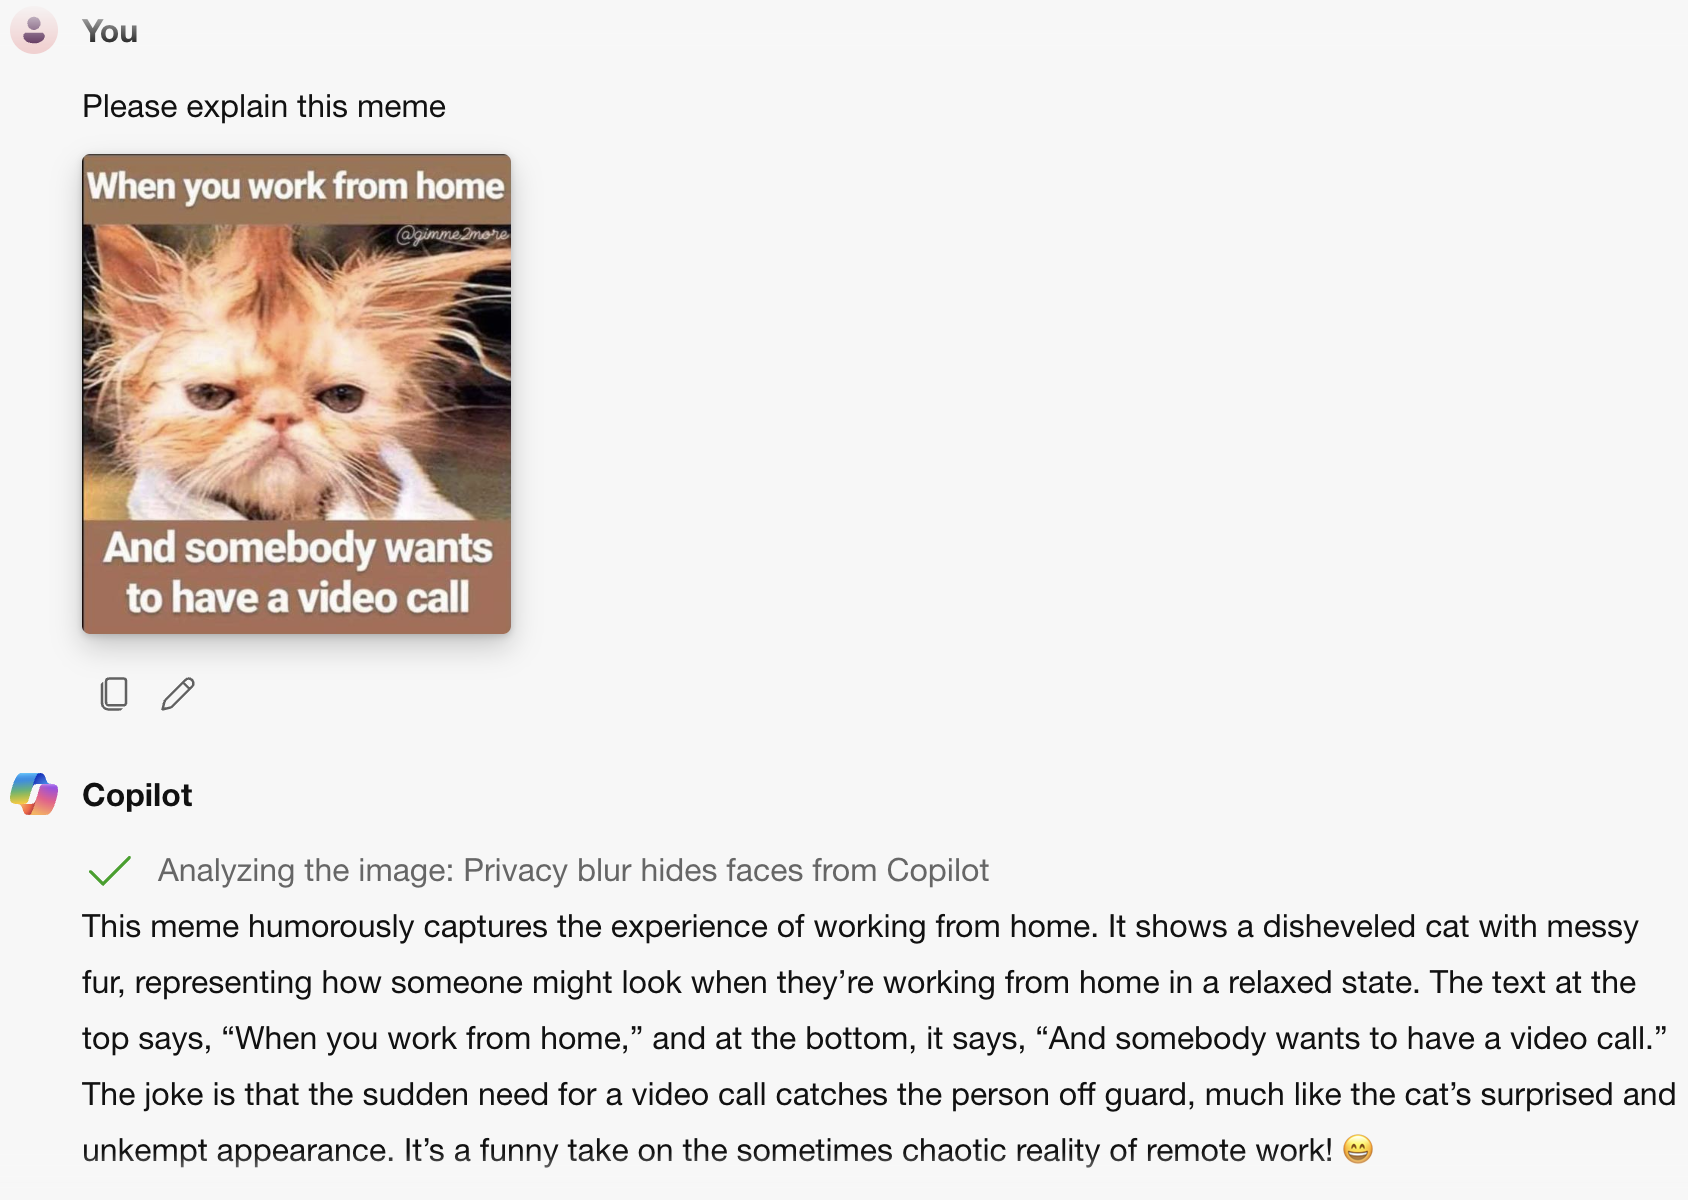 You
Please explain this meme
When you work from home
@gimme2more
And somebody wants
to have a video call
Copilot
Analyzing the image: Privacy blur hides faces from Copilot
This meme humorously captures the experience of working from home. It shows a disheveled cat with messy
fur, representing how someone might look when they’re working from home in a relaxed state. The text at the
top says, “When you work from home,” and at the bottom, it says, “And somebody wants to have a video call.”
The joke is that the sudden need for a video call catches the person off guard, much like the cat’s surprised and
unkempt appearance. It’s a funny take on the sometimes chaotic reality of remote work! 😄